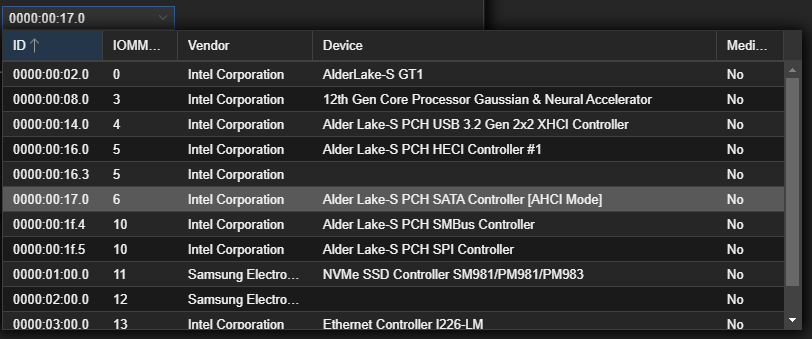 0000:00:17.0
ID IOMM... Vendor Device Medi...
0000:00:02.0 0 Intel Corporation AlderLake-S GT1 No
0000:00:08.0 3 Intel Corporation 12th Gen Core Processor Gaussian & Neural Accelerator No
0000:00:14.0 4 Intel Corporation Alder Lake-S PCH USB 3.2 Gen 2x2 XHCI Controller No
0000:00:16.0 5 Intel Corporation Alder Lake-S PCH HECI Controller #1 No
0000:00:16.3 5 Intel Corporation No
0000:00:17.0 6 Intel Corporation Alder Lake-S PCH SATA Controller [AHCI Mode] No
0000:00:1f.4 10 Intel Corporation Alder Lake-S PCH SMBus Controller No
0000:00:1f.5 10 Intel Corporation Alder Lake-S PCH SPI Controller No
0000:01:00.0 11 Samsung Electro... NVMe SSD Controller SM981/PM981/PM983 No
0000:02:00.0 12 Samsung Electro... No
0000:03:00.0 13 Intel Corporation Ethernet Controller I226-LM No